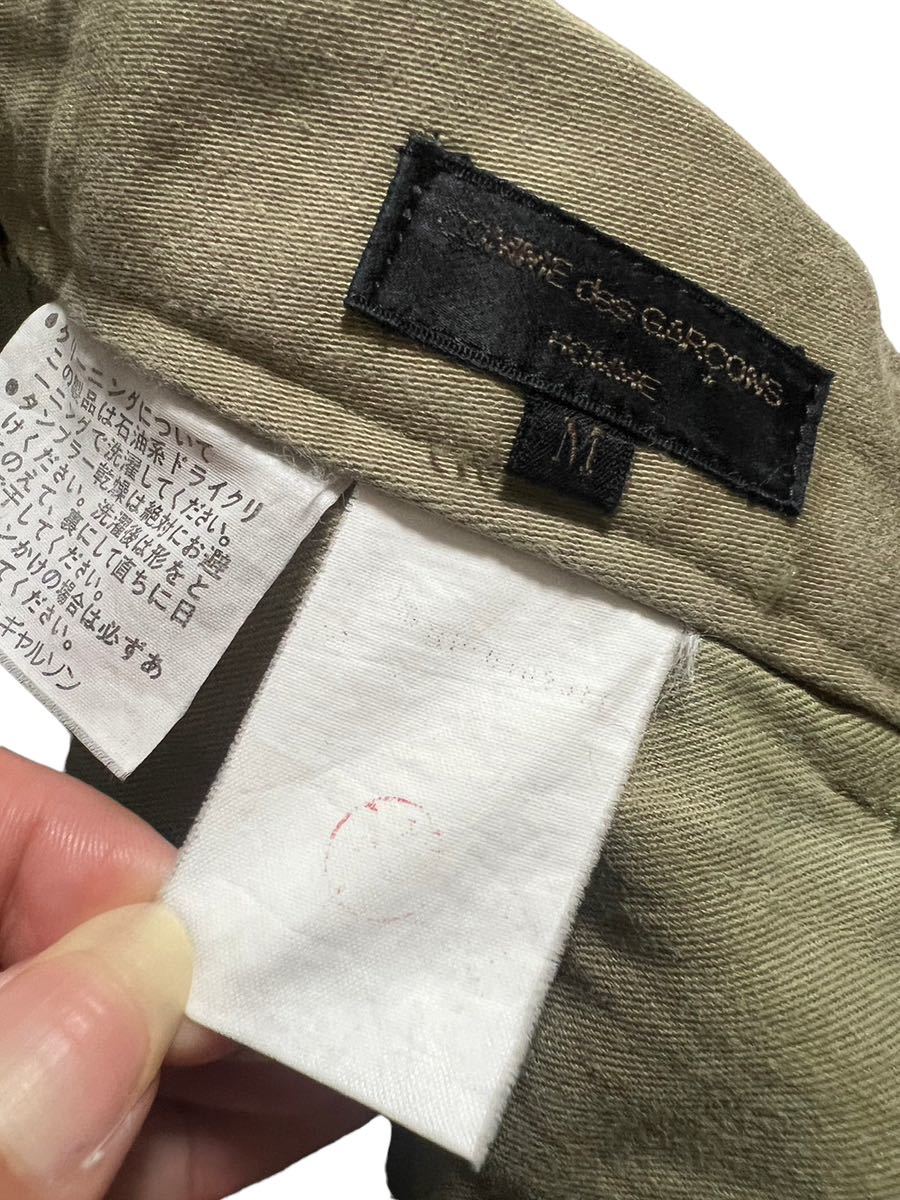 COMME des GARÇONS
HOMME
M
●クリーニングについて
この製品は石油系ドライクリ
ーニングで洗濯してください。
●タンブラー乾燥は絶対にお避
けください。洗濯後は形をと
のえて、裏にして直ちに日
干してください。
ンかけの場合は必ずあ
てください。
ギャルソン